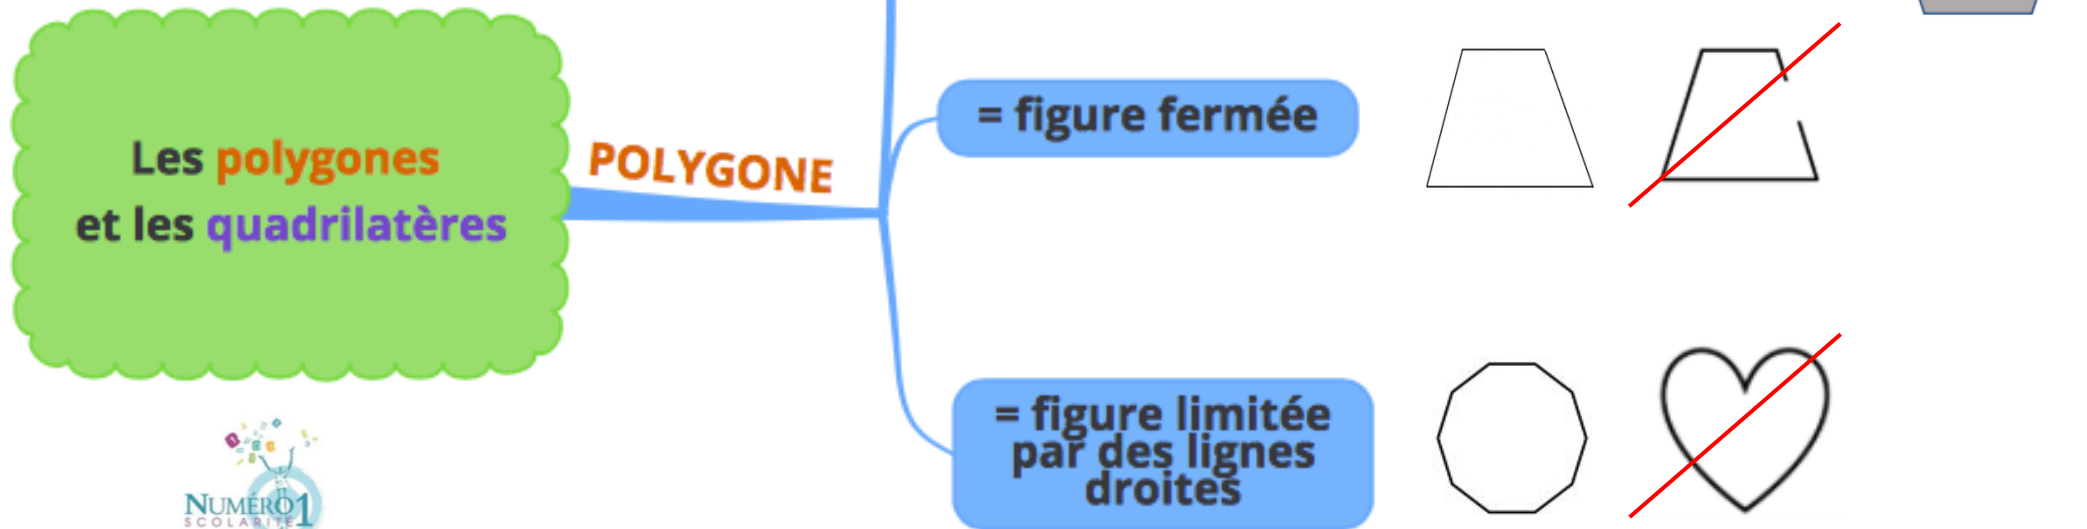 Les polygones
et les quadrilatères
POLYGONE
= figure fermée
= figure limitée
par des lignes
droites
NUMÉRO1
SCOLARITÉ